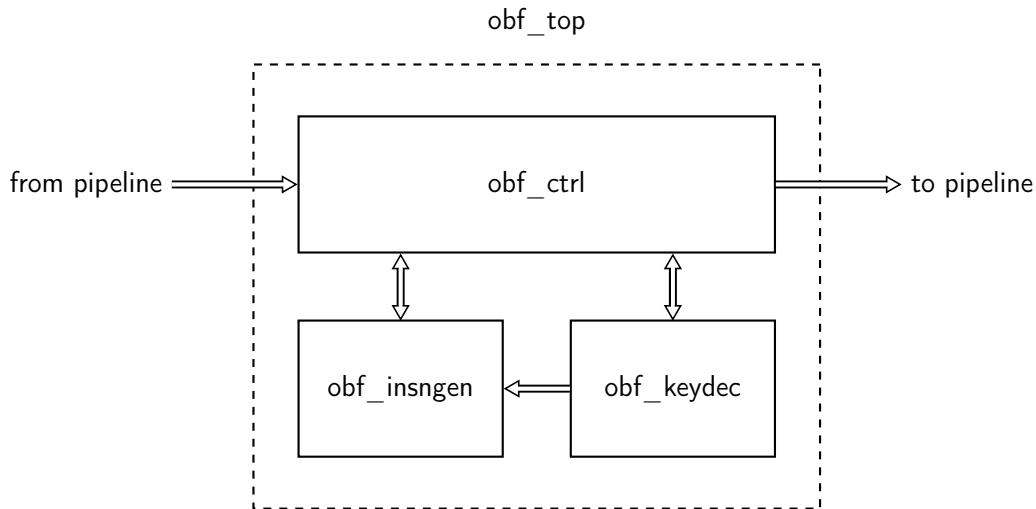 obf_top
from pipeline
obf_ctrl
to pipeline
obf_insngen
obf_keydec